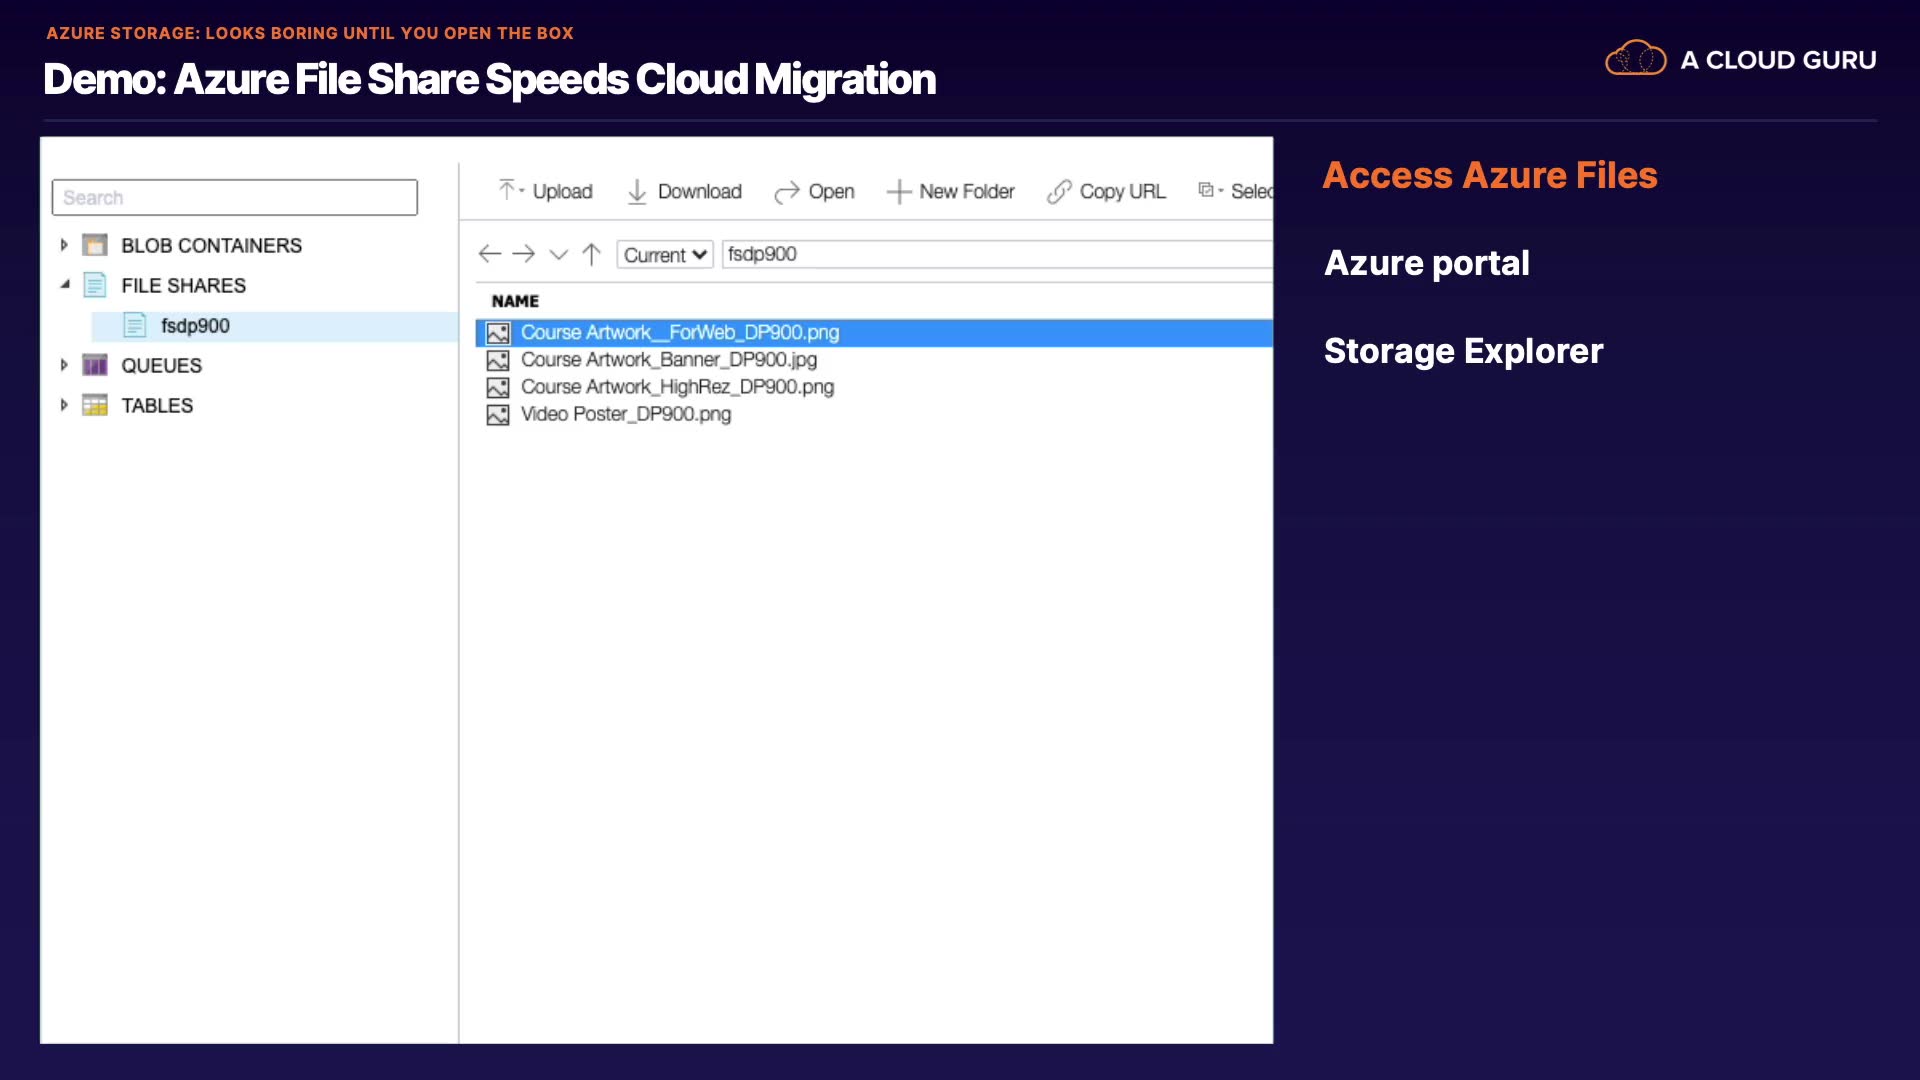 AZURE STORAGE: LOOKS BORING UNTIL YOU OPEN THE BOX
Demo: Azure File Share Speeds Cloud Migration
A CLOUD GURU
Search
BLOB CONTAINERS
FILE SHARES
fsdp900
QUEUES
TABLES
Upload Download Open New Folder Copy URL Selec
Current fsdp900
NAME
Course Artwork__ForWeb_DP900.png
Course Artwork_Banner_DP900.jpg
Course Artwork_HighRez_DP900.png
Video Poster_DP900.png
Access Azure Files
Azure portal
Storage Explorer